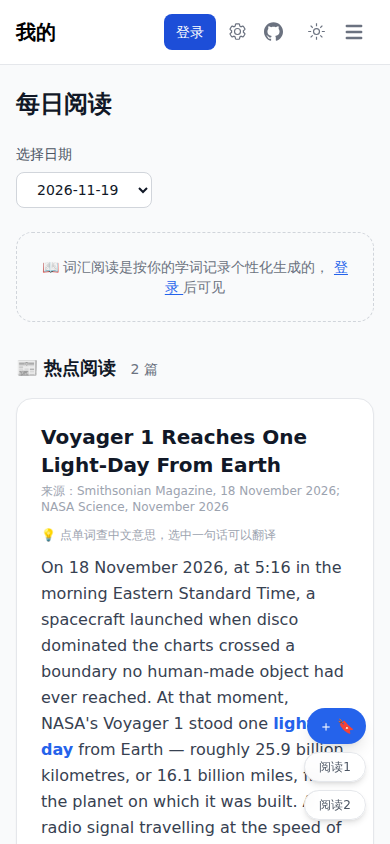 我的
登录
每日阅读
选择日期
2026-11-19
📖 词汇阅读是按你的学词记录个性化生成的， 登
录 后可见
📰 热点阅读 2 篇
Voyager 1 Reaches One
Light-Day From Earth
来源：Smithsonian Magazine, 18 November 2026;
NASA Science, November 2026
💡 点单词查中文意思，选中一句话可以翻译
On 18 November 2026, at 5:16 in the
morning Eastern Standard Time, a
spacecraft launched when disco
dominated the charts crossed a
boundary no human-made object had
ever reached. At that moment,
NASA's Voyager 1 stood one
day from Earth — roughly 25.9 billion
kilometres, or 16.1 billion miles,
the planet on which it was built.
radio signal travelling at the speed of
＋ 🔖
阅读1
阅读2